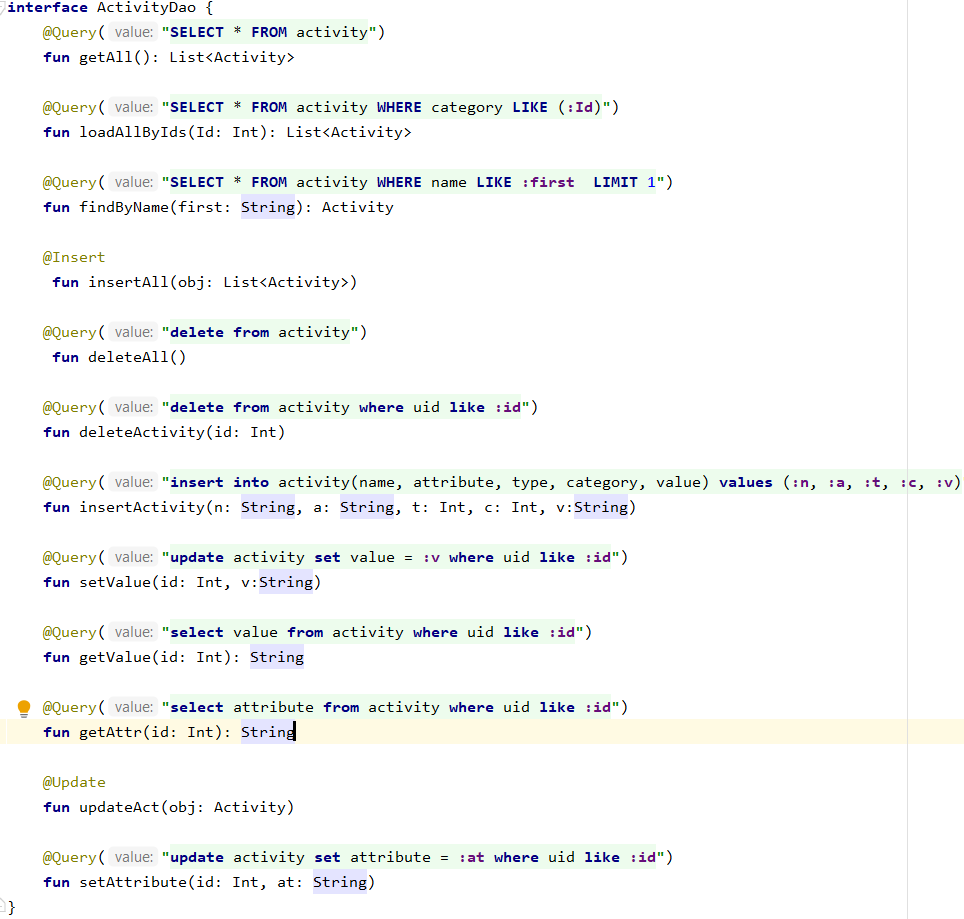 interface ActivityDao {
@Query( value: "SELECT * FROM activity")
fun getAll(): List<Activity>
@Query( value: "SELECT * FROM activity WHERE category LIKE (:Id)")
fun loadAllByIds(Id: Int): List<Activity>
@Query( value: "SELECT * FROM activity WHERE name LIKE :first  LIMIT 1")
fun findByName(first: String): Activity
@Insert
fun insertAll(obj: List<Activity>)
@Query( value: "delete from activity")
fun deleteAll()
@Query( value: "delete from activity where uid like :id")
fun deleteActivity(id: Int)
@Query( value: "insert into activity(name, attribute, type, category, value) values (:n, :a, :t, :c, :v)
fun insertActivity(n: String, a: String, t: Int, c: Int, v:String)
@Query( value: "update activity set value = :v where uid like :id")
fun setValue(id: Int, v:String)
@Query( value: "select value from activity where uid like :id")
fun getValue(id: Int): String
@Query( value: "select attribute from activity where uid like :id")
fun getAttr(id: Int): String
@Update
fun updateAct(obj: Activity)
@Query( value: "update activity set attribute = :at where uid like :id")
fun setAttribute(id: Int, at: String)
}